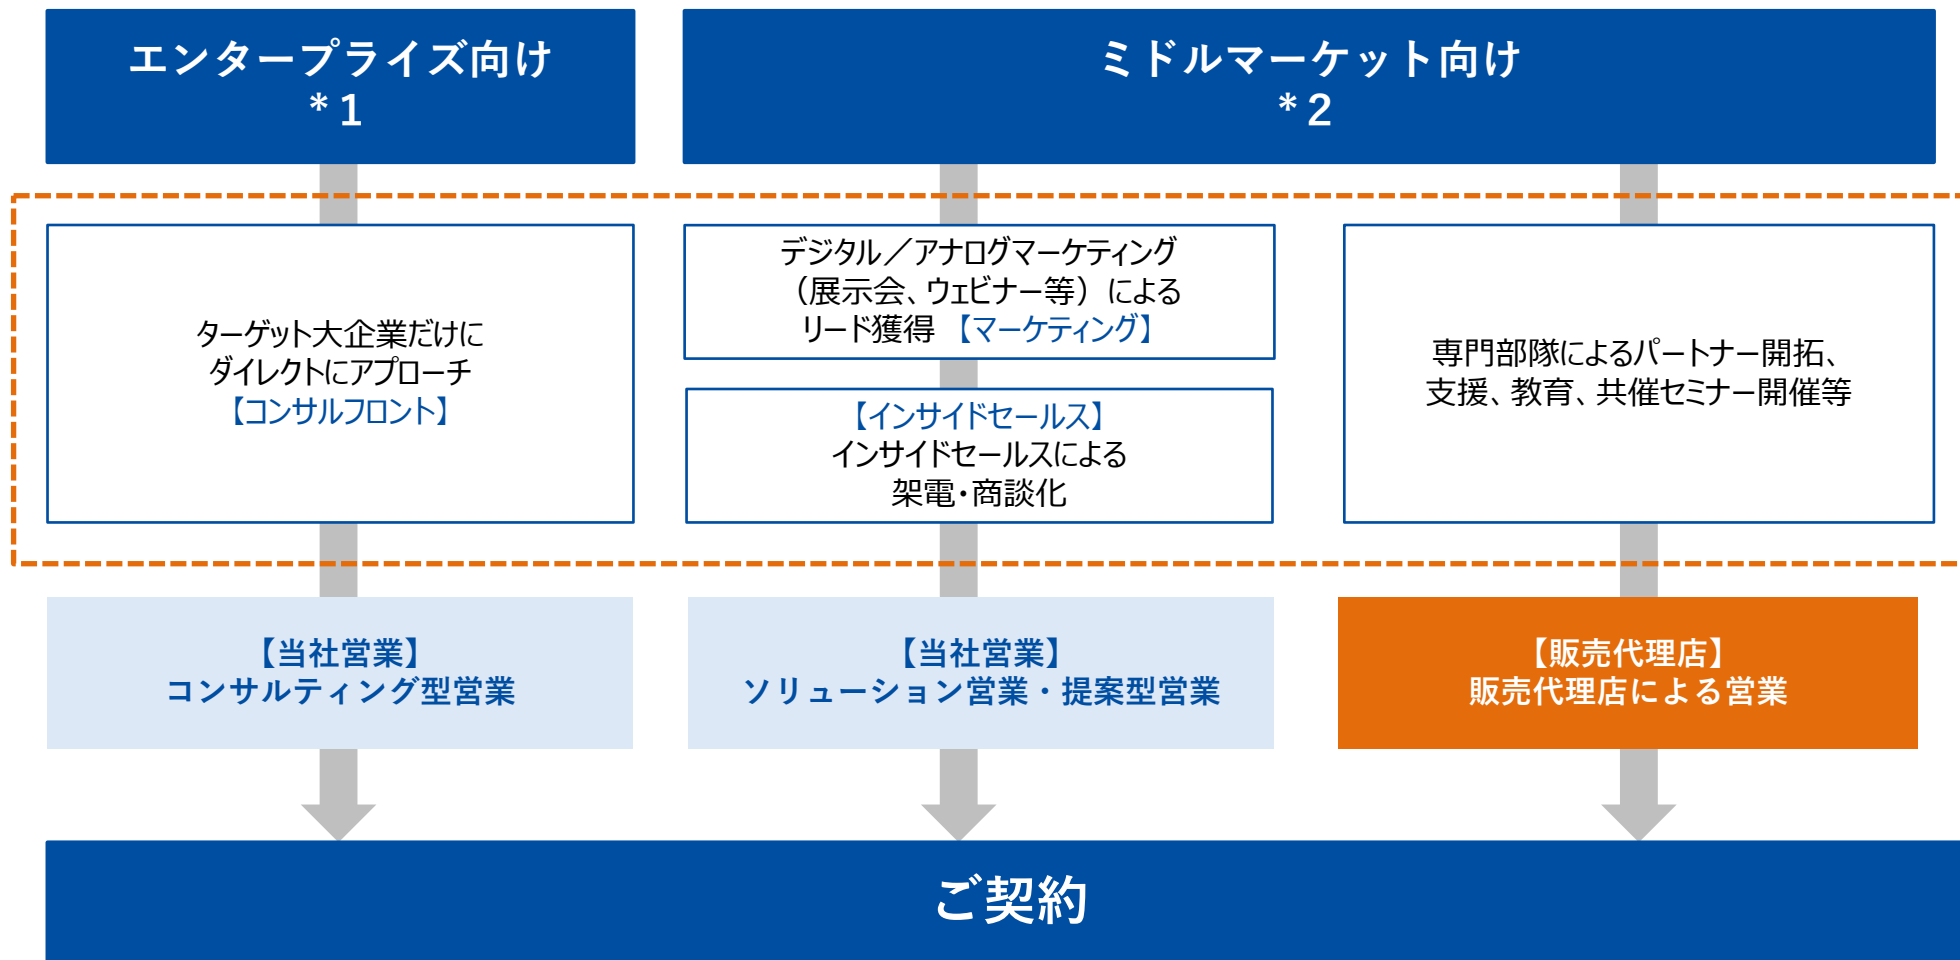 エンタープライズ向け
*1
ミドルマーケット向け
*2
ターゲット大企業だけに
ダイレクトにアプローチ
【コンサルフロント】
デジタル／アナログマーケティング
（展示会、ウェビナー等）による
リード獲得 【マーケティング】
【インサイドセールス】
インサイドセールスによる
架電・商談化
専門部隊によるパートナー開拓、
支援、教育、共催セミナー開催等
【当社営業】
コンサルティング型営業
【当社営業】
ソリューション営業・提案型営業
【販売代理店】
販売代理店による営業
ご契約